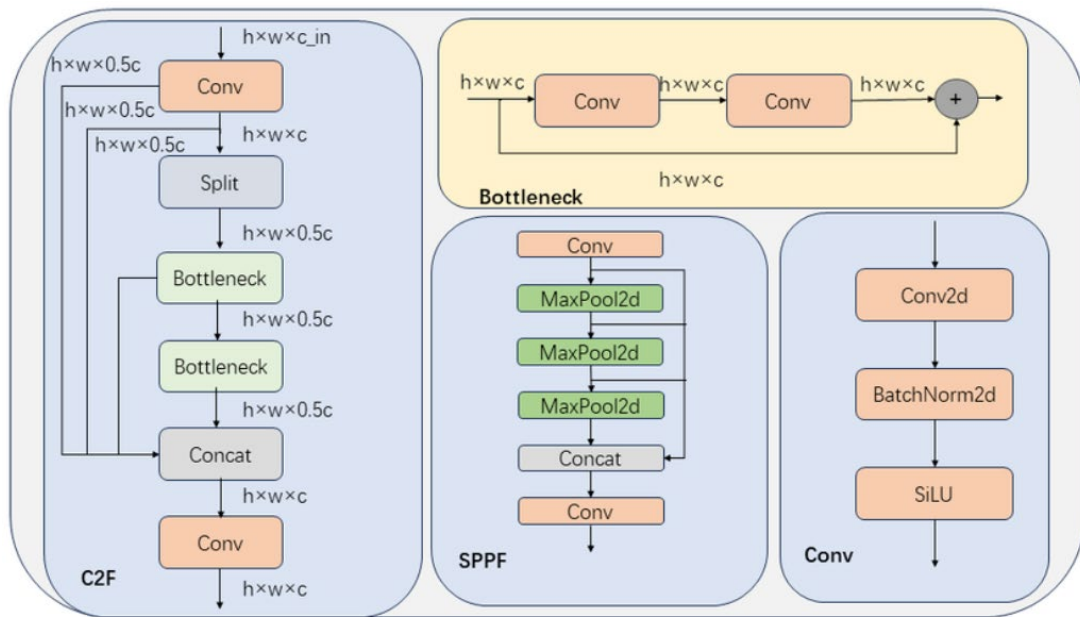 h×w×c_in
h×w×0.5c
Conv
h×w×0.5c
h×w×c
h×w×0.5c
Split
h×w×0.5c
Bottleneck
h×w×0.5c
Bottleneck
h×w×0.5c
Concat
h×w×c
Conv
C2F
h×w×c
h×w×c
Conv
h×w×c
Conv
h×w×c
+
h×w×c
Bottleneck
Conv
MaxPool2d
MaxPool2d
MaxPool2d
Concat
Conv
SPPF
Conv2d
BatchNorm2d
SiLU
Conv